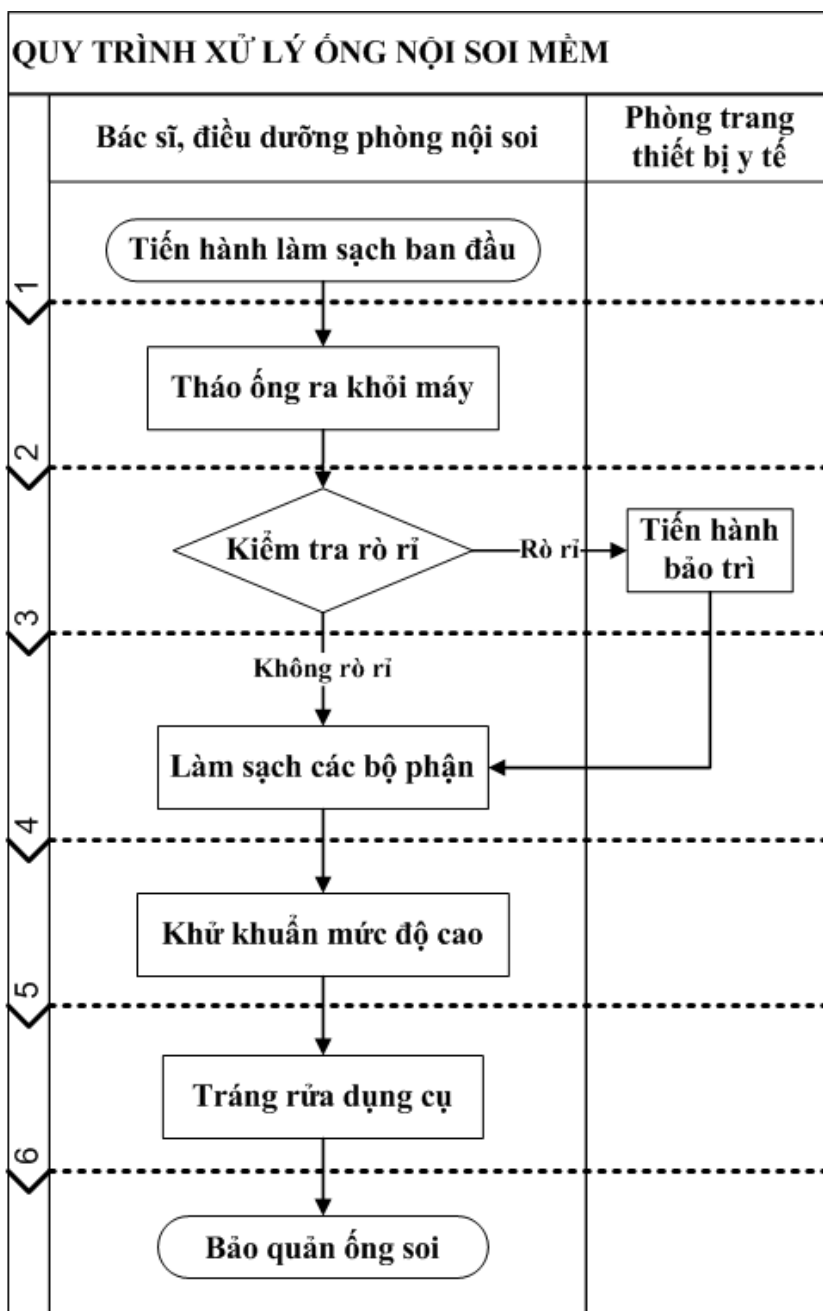 QUY TRÌNH XỬ LÝ ỐNG NỘI SOI MỀM
Bác sĩ, điều dưỡng phòng nội soi
Phòng trang
thiết bị y tế
Tiến hành làm sạch ban đầu
1
Tháo ống ra khỏi máy
2
Kiểm tra rò rỉ
Rò rỉ
Tiến hành
bảo trì
3
Không rò rỉ
Làm sạch các bộ phận
4
Khử khuẩn mức độ cao
5
Tráng rửa dụng cụ
6
Bảo quản ống soi